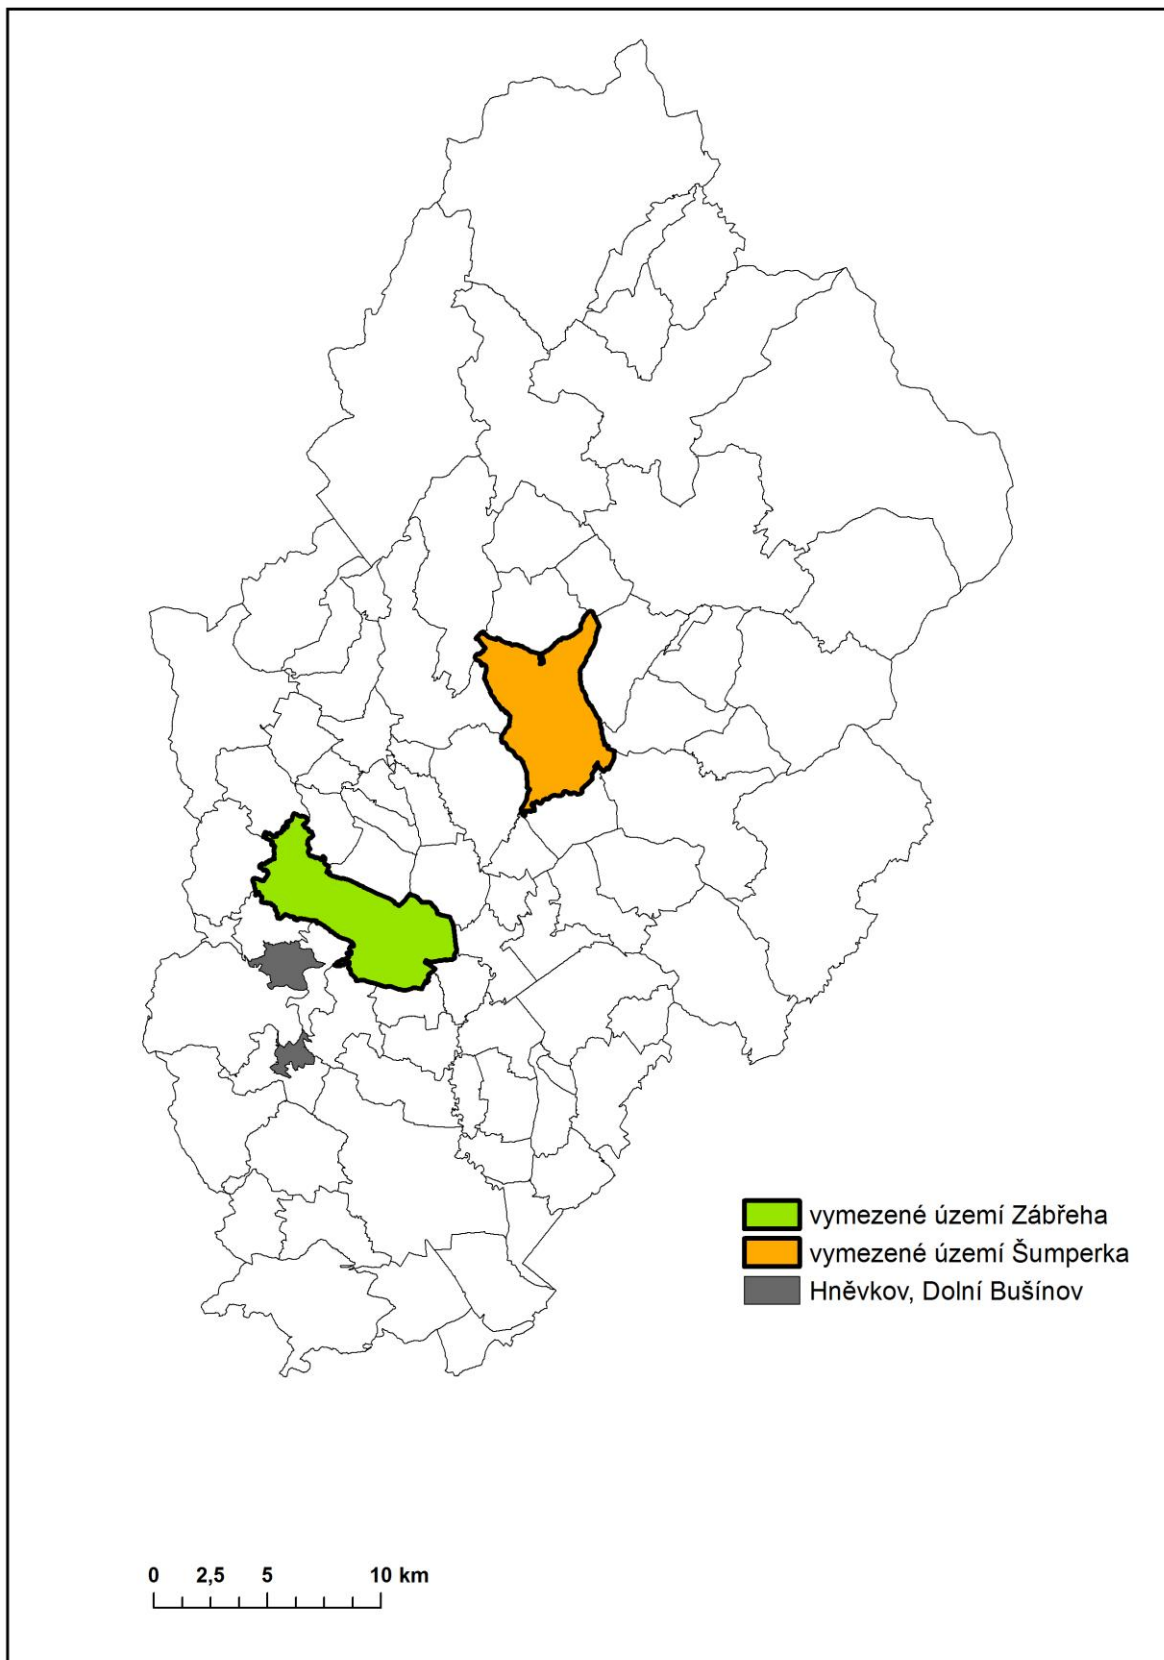 vymezené území Zábřeha
vymezené území Šumperka
Hněvkov, Dolní Bušínov
0 2,5 5 10 km